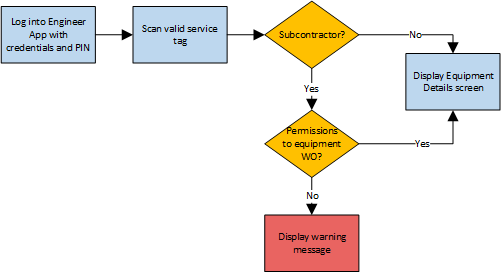 Log into Engineer
App with
credentials and PIN
Scan valid service
tag
Subcontractor?
No
Display Equipment
Details screen
Yes
Permissions
to equipment
WO?
Yes
No
Display warning
message